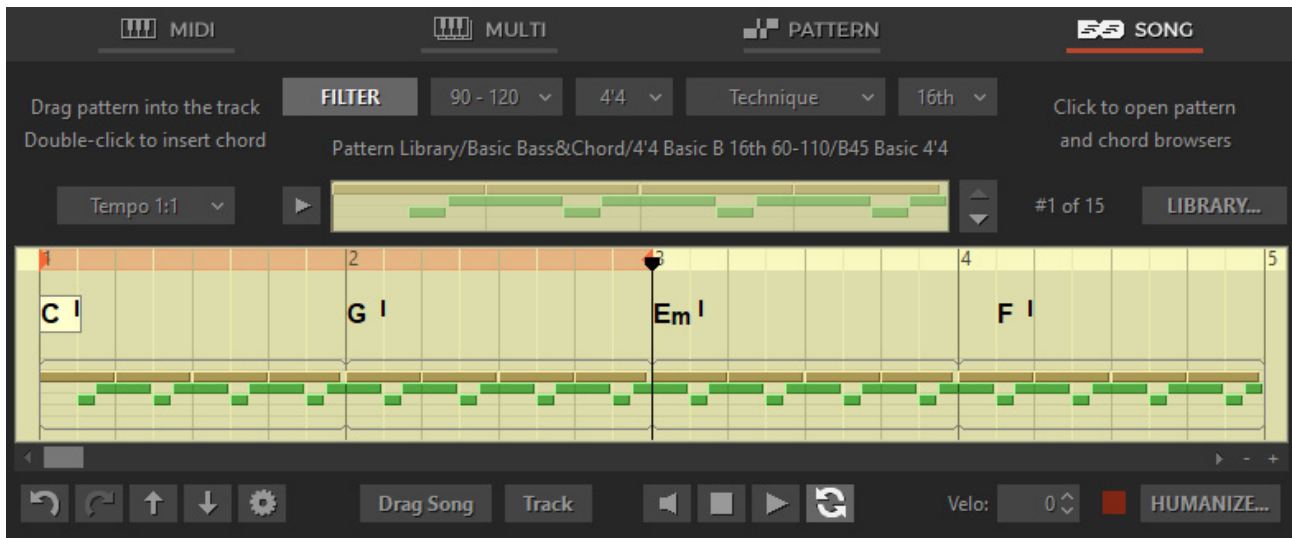 MIDI
MULTI
PATTERN
SONG
Drag pattern into the track
Double-click to insert chord
FILTER
90 - 120
4'4
Technique
16th
Click to open pattern
and chord browsers
Pattern Library/Basic Bass&Chord/4'4 Basic B 16th 60-110/B45 Basic 4'4
Tempo 1:1
#1 of 15
LIBRARY...
1 2 3 4 5
C I G I Em I F I
Drag Song
Track
Velo:
0
HUMANIZE...